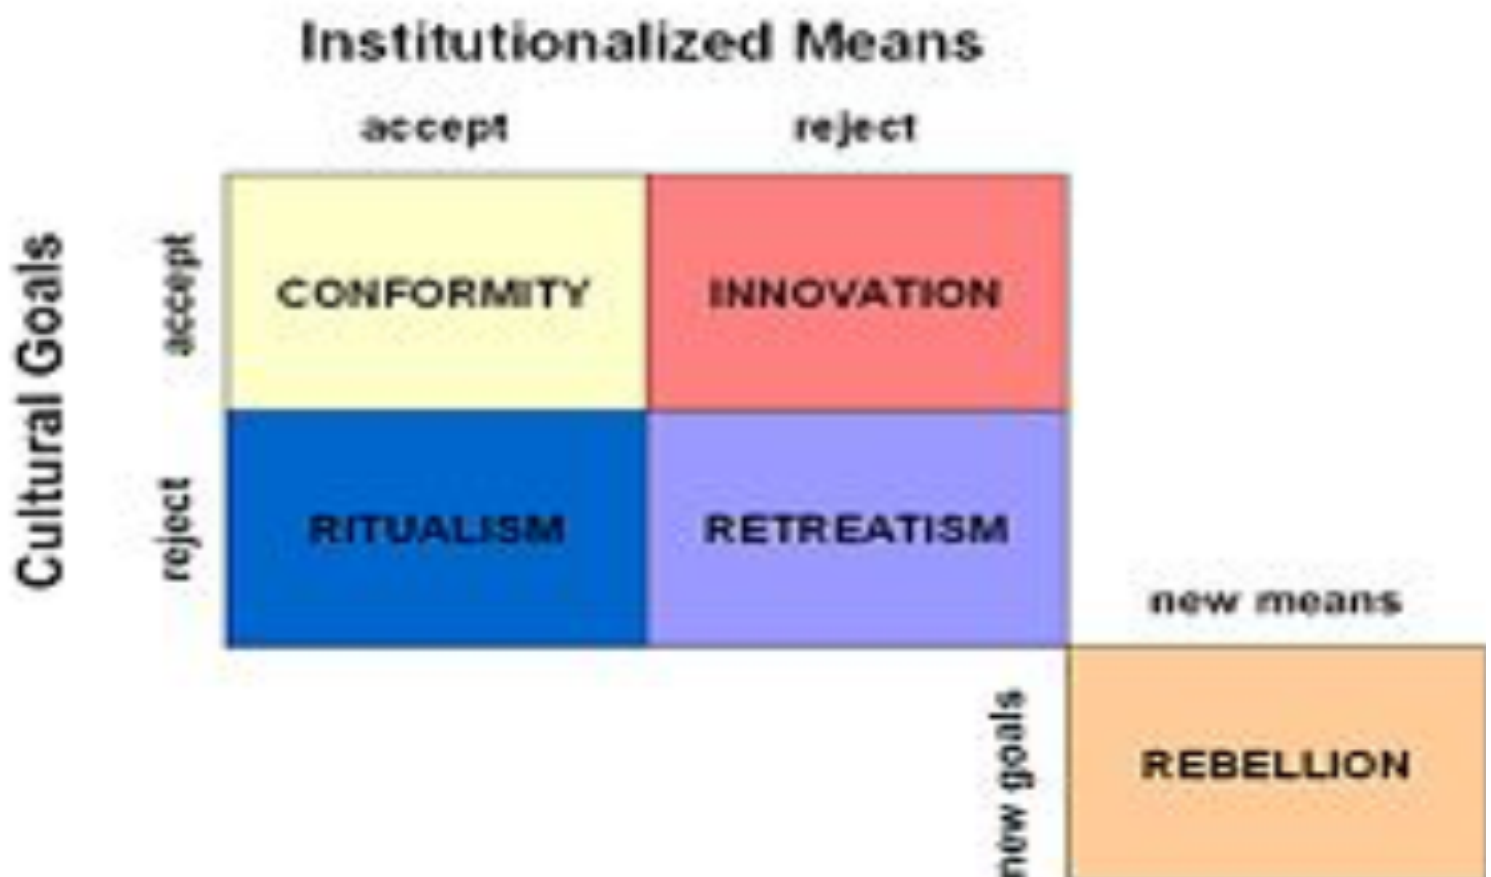 Institutionalized Means
accept reject
Cultural Goals
accept
CONFORMITY INNOVATION
reject
RITUALISM RETREATISM
new means
new goals
REBELLION